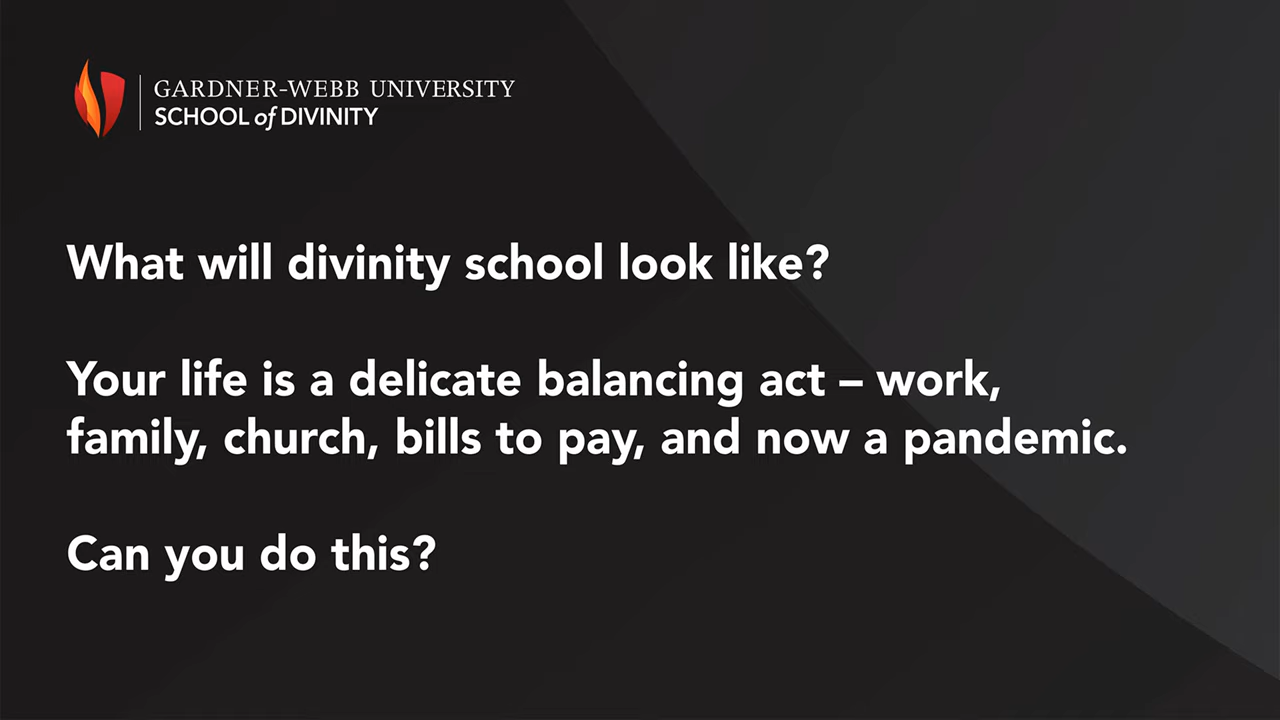 GARDNER-WEBB UNIVERSITY
SCHOOL of DIVINITY
What will divinity school look like?
Your life is a delicate balancing act – work,
family, church, bills to pay, and now a pandemic.
Can you do this?